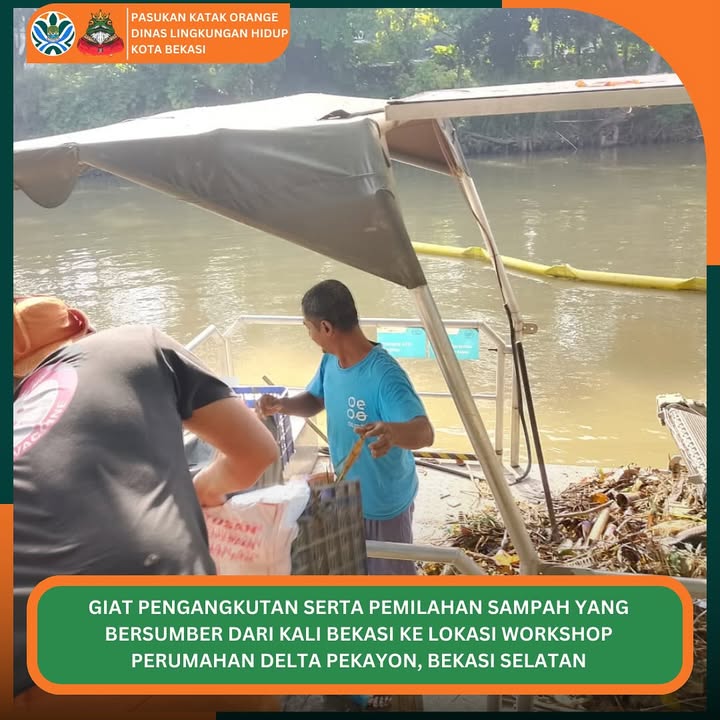 PASUKAN KATAK ORANGE
DINAS LINGKUNGAN HIDUP
KOTA BEKASI
GIAT PENGANGKUTAN SERTA PEMILAHAN SAMPAH YANG
BERSUMBER DARI KALI BEKASI KE LOKASI WORKSHOP
PERUMAHAN DELTA PEKAYON, BEKASI SELATAN